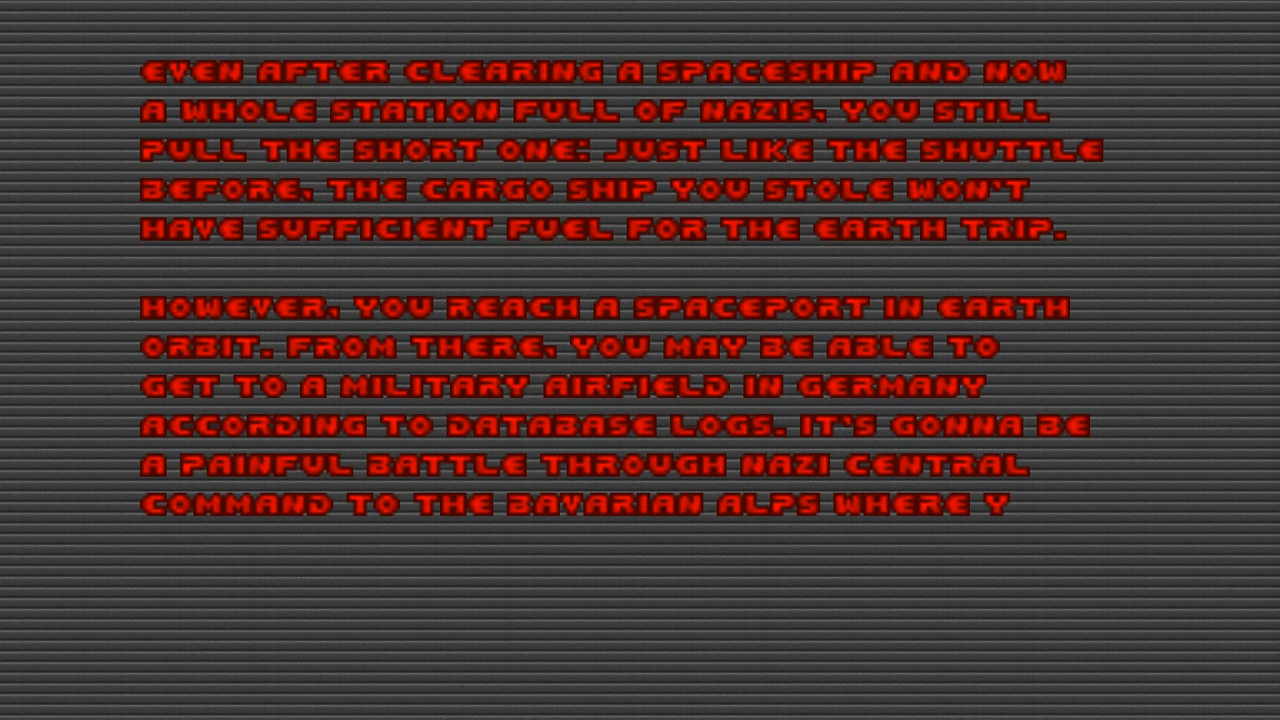 EVEN AFTER CLEARING A SPACESHIP AND NOW
A WHOLE STATION FULL OF NAZIS, YOU STILL
PULL THE SHORT ONE: JUST LIKE THE SHUTTLE
BEFORE, THE CARGO SHIP YOU STOLE WON'T
HAVE SUFFICIENT FUEL FOR THE EARTH TRIP.
HOWEVER, YOU REACH A SPACEPORT IN EARTH
ORBIT. FROM THERE, YOU MAY BE ABLE TO
GET TO A MILITARY AIRFIELD IN GERMANY
ACCORDING TO DATABASE LOGS. IT'S GONNA BE
A PAINFUL BATTLE THROUGH NAZI CENTRAL
COMMAND TO THE BAVARIAN ALPS WHERE Y